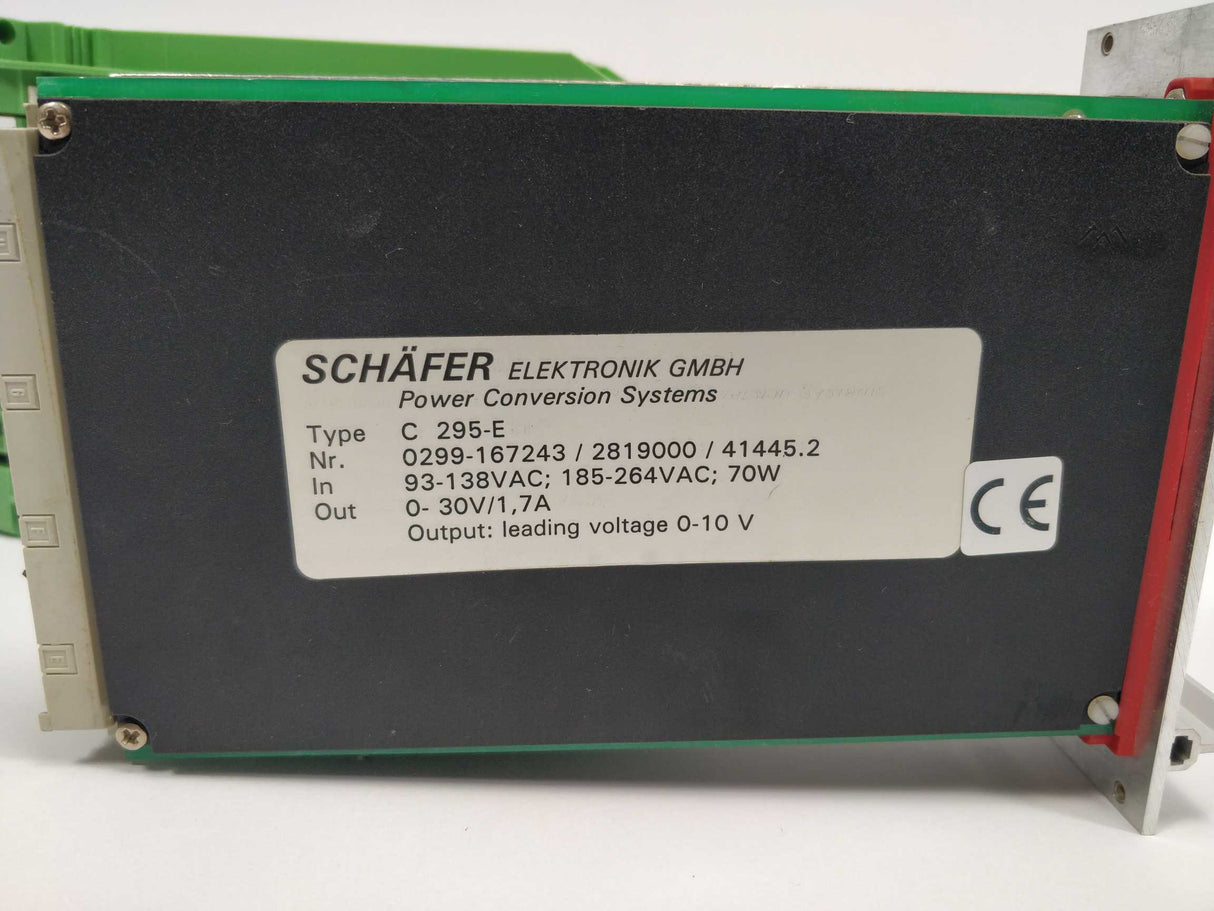 SCHÄFER ELEKTRONIK GMBH
Power Conversion Systems
Type C 295-E
Nr. 0299-167243 / 2819000 / 41445.2
In 93-138VAC; 185-264VAC; 70W
Out 0- 30V/1,7A
Output: leading voltage 0-10 V
CE